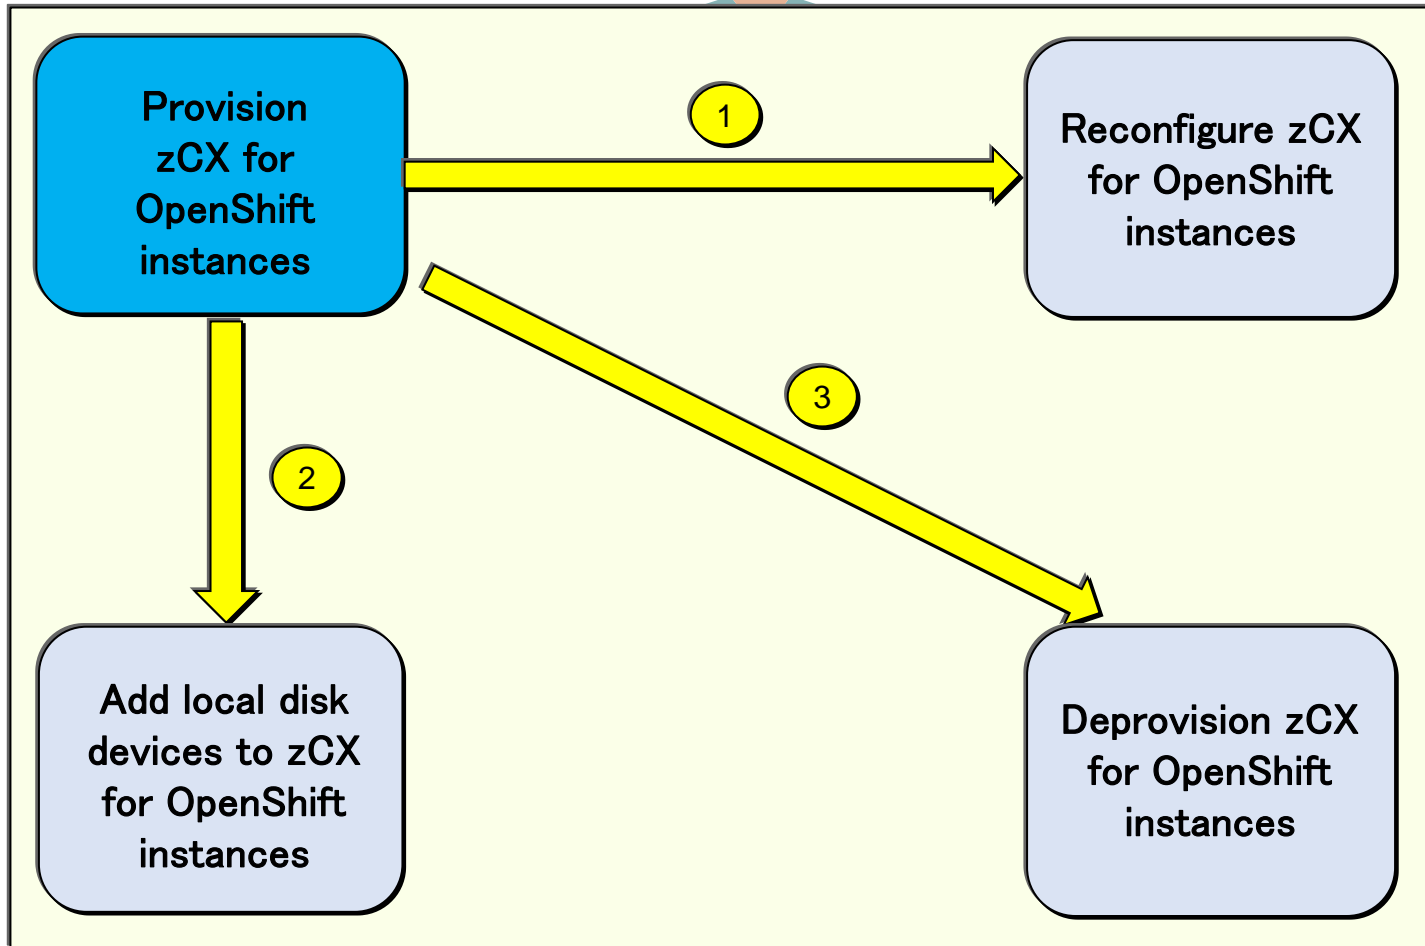 Provision
zCX for
OpenShift
instances
1
Reconfigure zCX
for OpenShift
instances
3
2
Add local disk
devices to zCX
for OpenShift
instances
Deprovision zCX
for OpenShift
instances